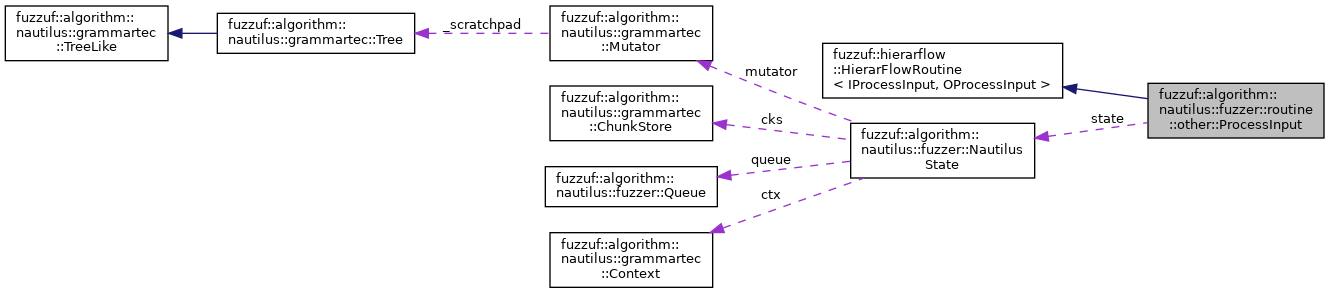 fuzzuf::algorithm::
nautilus::grammartec
::TreeLike
fuzzuf::algorithm::
nautilus::grammartec::Tree
_scratchpad
fuzzuf::algorithm::
nautilus::grammartec
::Mutator
mutator
fuzzuf::hierarflow
::HierarFlowRoutine
< IProcessInput, OProcessInput >
fuzzuf::algorithm::
nautilus::fuzzer::routine
::other::ProcessInput
fuzzuf::algorithm::
nautilus::grammartec
::ChunkStore
cks
fuzzuf::algorithm::
nautilus::fuzzer::Nautilus
State
state
queue
fuzzuf::algorithm::
nautilus::fuzzer::Queue
ctx
fuzzuf::algorithm::
nautilus::grammartec
::Context